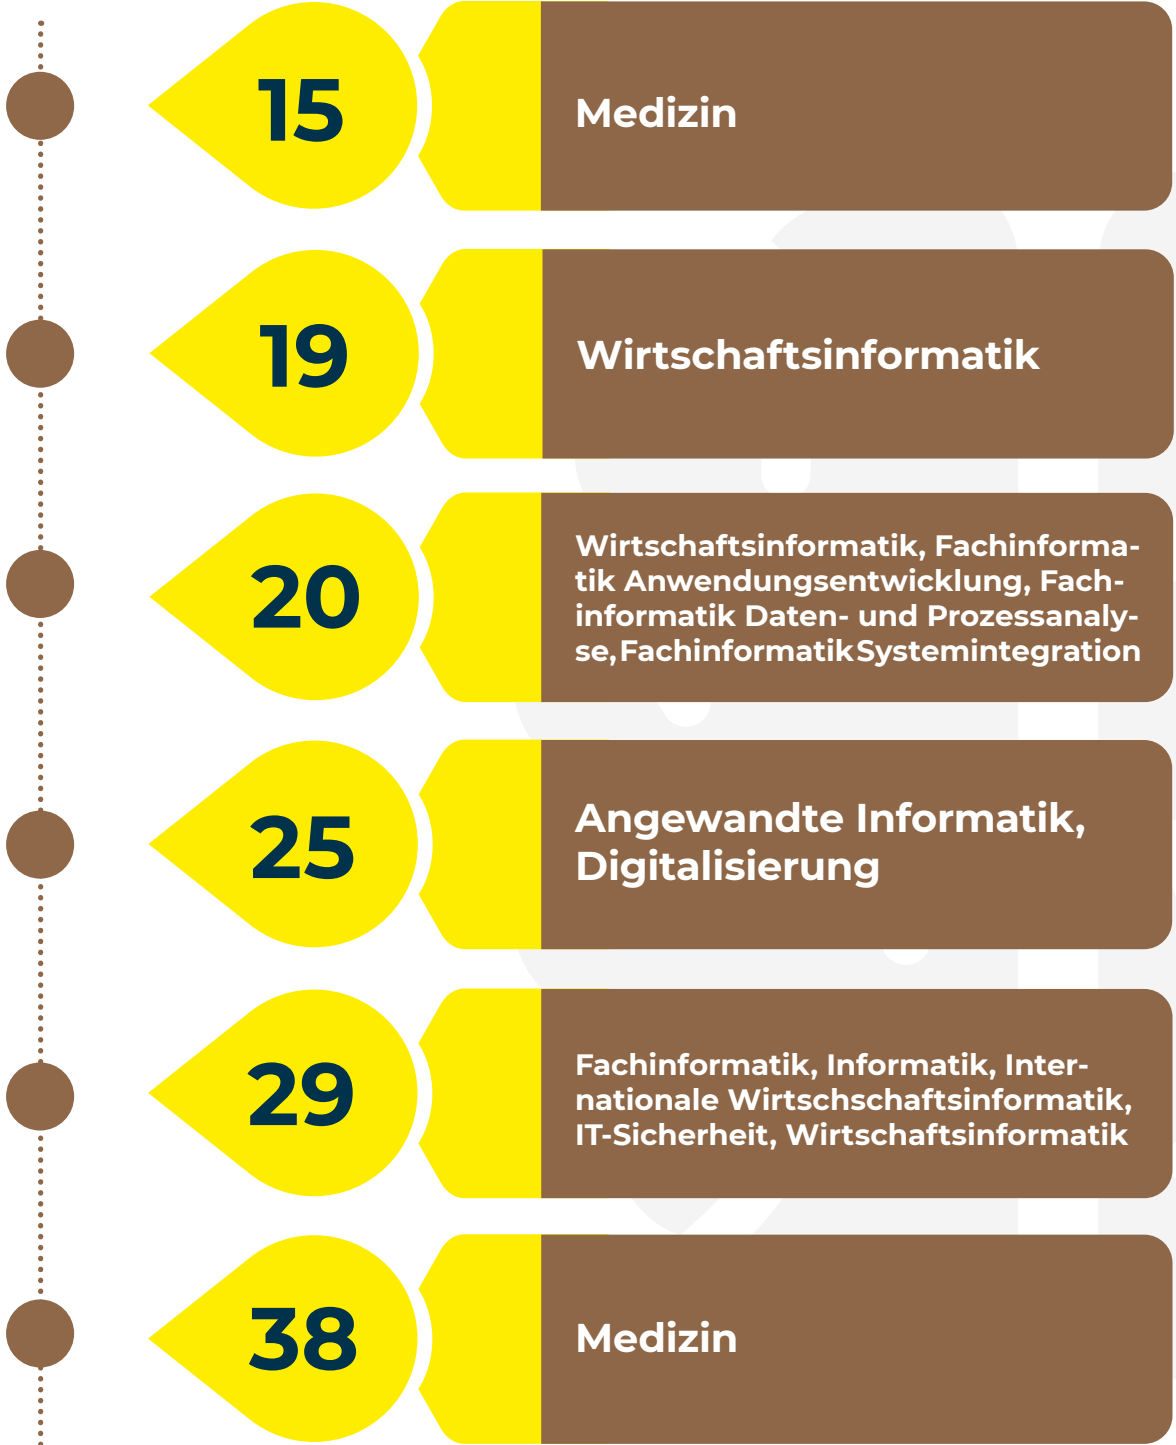 15
Medizin
19
Wirtschaftsinformatik
20
Wirtschaftsinformatik, Fachinforma-
tik Anwendungsentwicklung, Fach-
informatik Daten- und Prozessanaly-
se, Fachinformatik Systemintegration
25
Angewandte Informatik,
Digitalisierung
29
Fachinformatik, Informatik, Inter-
nationale Wirtschschaftsinformatik,
IT-Sicherheit, Wirtschaftsinformatik
38
Medizin